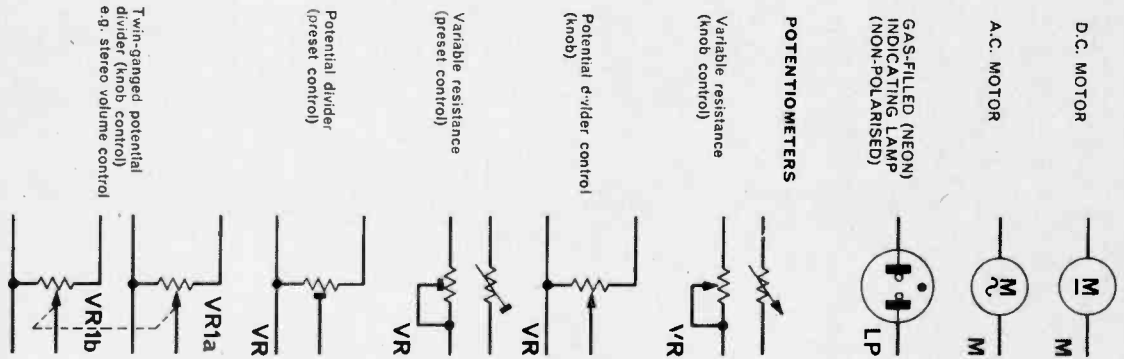 D.C. MOTOR
M
M
A.C. MOTOR
M
M
GAS-FILLED (NEON)
INDICATING LAMP
(NON-POLARISED)
LP
POTENTIOMETERS
Variable resistance
(knob control)
VR
Potential divider control
(knob)
VR
Variable resistance
(preset control)
VR
Potential divider
(preset control)
VR
Twin-ganged potential
divider (knob control)
e.g. stereo volume control
VR1a
VR1b